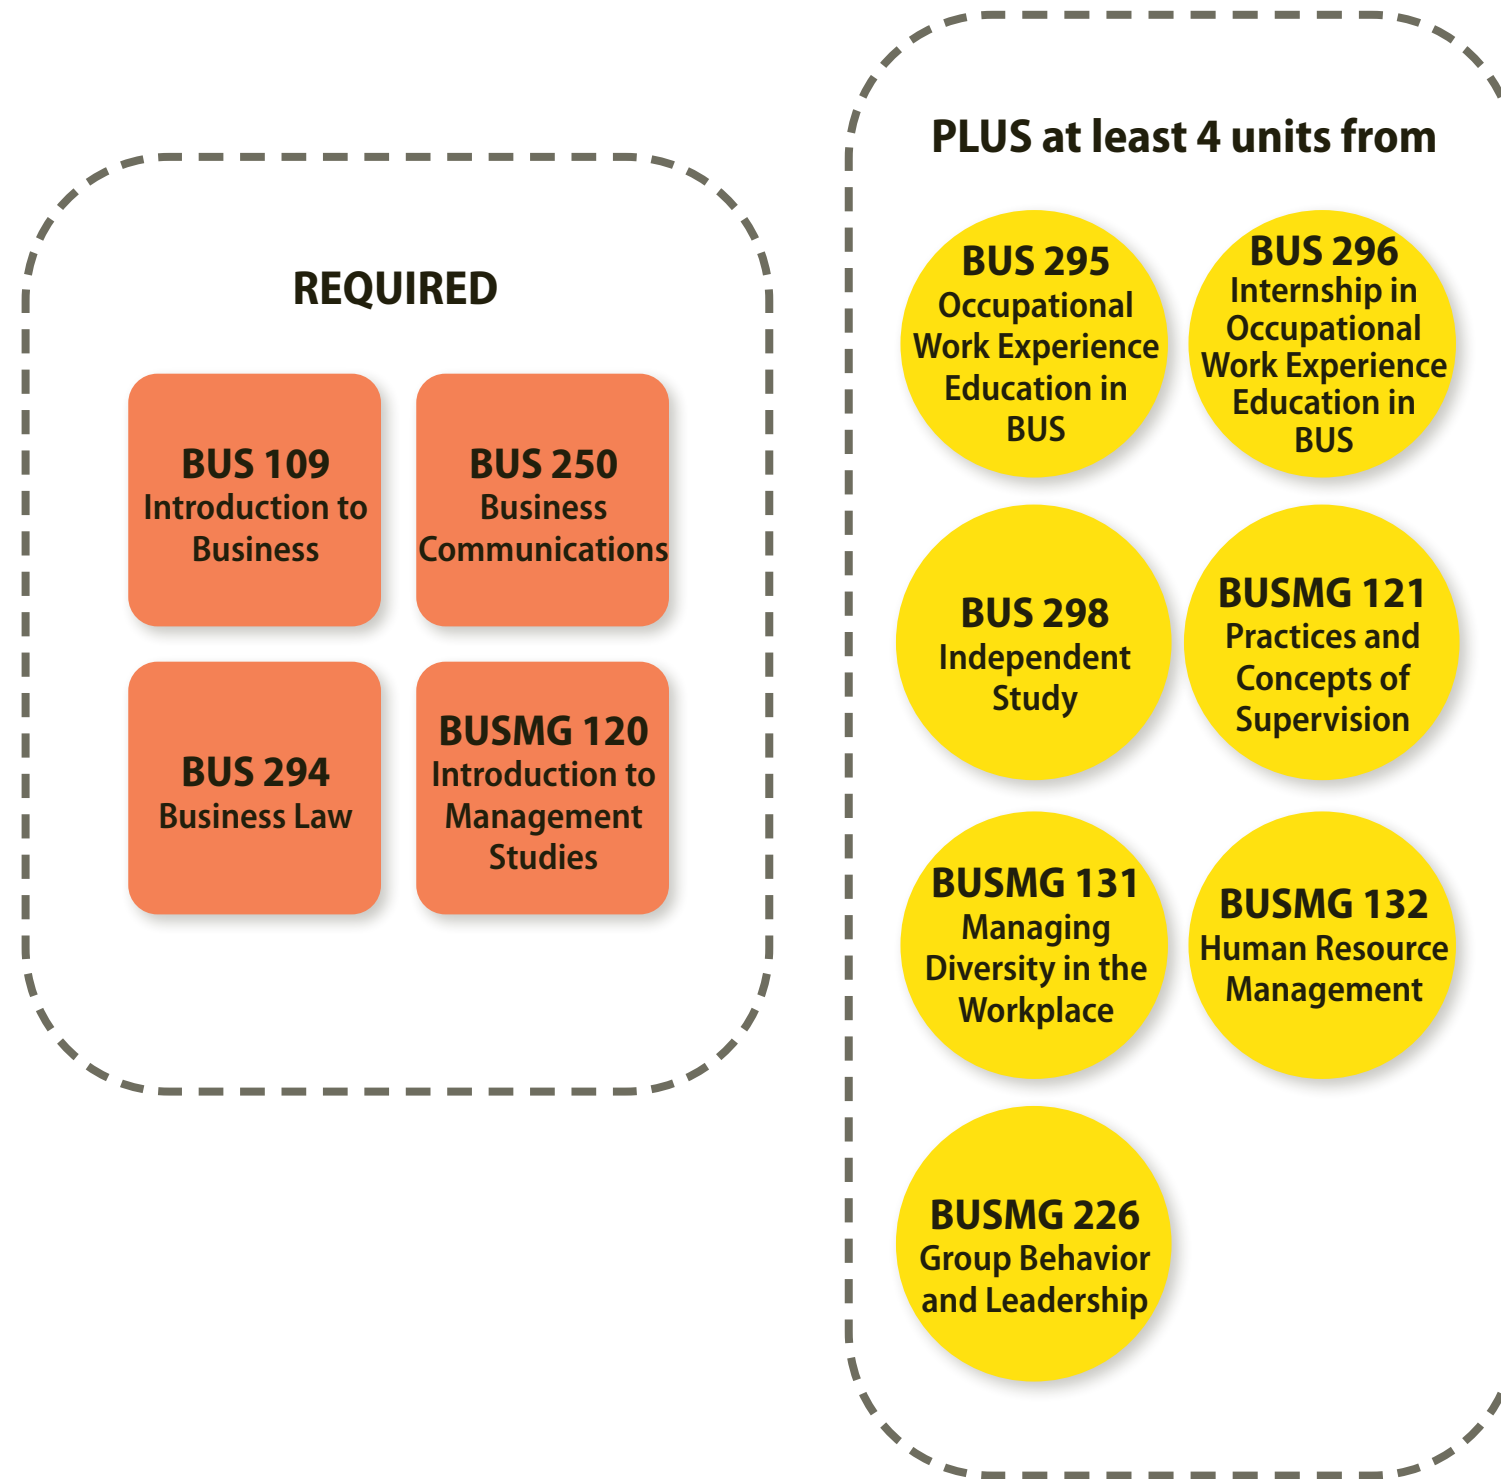 REQUIRED
BUS 109
Introduction to
Business
BUS 250
Business
Communications
BUS 294
Business Law
BUSMG 120
Introduction to
Management
Studies
PLUS at least 4 units from
BUS 295
Occupational
Work Experience
Education in
BUS
BUS 296
Internship in
Occupational
Work Experience
Education in
BUS
BUS 298
Independent
Study
BUSMG 121
Practices and
Concepts of
Supervision
BUSMG 131
Managing
Diversity in the
Workplace
BUSMG 132
Human Resource
Management
BUSMG 226
Group Behavior
and Leadership